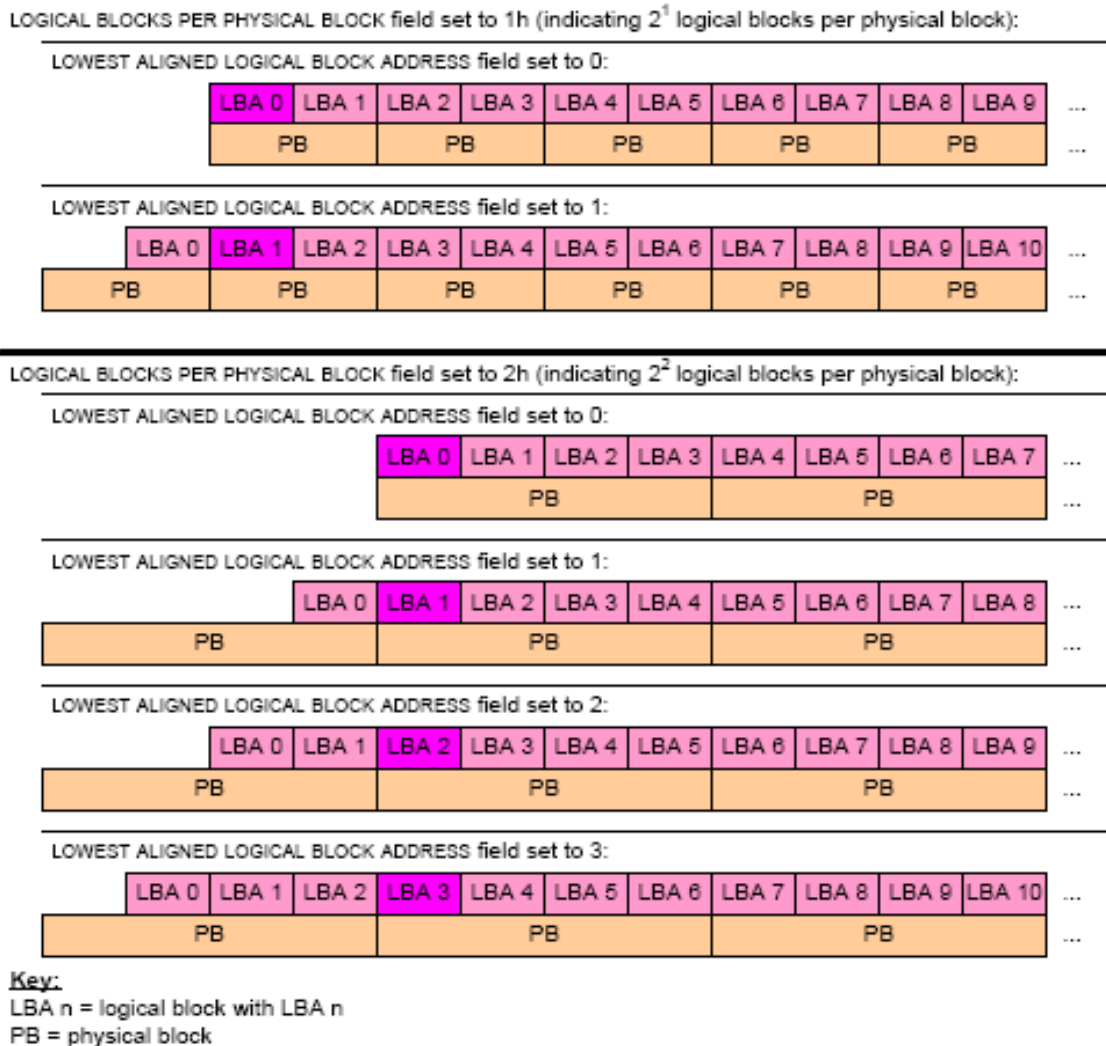 LOGICAL BLOCKS PER PHYSICAL BLOCK field set to 1h (indicating 2^1 logical blocks per physical block):
LOWEST ALIGNED LOGICAL BLOCK ADDRESS field set to 0:
LBA 0 LBA 1 LBA 2 LBA 3 LBA 4 LBA 5 LBA 6 LBA 7 LBA 8 LBA 9 ...
PB PB PB PB PB ...
LOWEST ALIGNED LOGICAL BLOCK ADDRESS field set to 1:
LBA 0 LBA 1 LBA 2 LBA 3 LBA 4 LBA 5 LBA 6 LBA 7 LBA 8 LBA 9 LBA 10 ...
PB PB PB PB PB PB ...
LOGICAL BLOCKS PER PHYSICAL BLOCK field set to 2h (indicating 2^2 logical blocks per physical block):
LOWEST ALIGNED LOGICAL BLOCK ADDRESS field set to 0:
LBA 0 LBA 1 LBA 2 LBA 3 LBA 4 LBA 5 LBA 6 LBA 7 ...
PB PB ...
LOWEST ALIGNED LOGICAL BLOCK ADDRESS field set to 1:
LBA 0 LBA 1 LBA 2 LBA 3 LBA 4 LBA 5 LBA 6 LBA 7 LBA 8 ...
PB PB PB ...
LOWEST ALIGNED LOGICAL BLOCK ADDRESS field set to 2:
LBA 0 LBA 1 LBA 2 LBA 3 LBA 4 LBA 5 LBA 6 LBA 7 LBA 8 LBA 9 ...
PB PB PB ...
LOWEST ALIGNED LOGICAL BLOCK ADDRESS field set to 3:
LBA 0 LBA 1 LBA 2 LBA 3 LBA 4 LBA 5 LBA 6 LBA 7 LBA 8 LBA 9 LBA 10 ...
PB PB PB ...
Key:
LBA n = logical block with LBA n
PB = physical block